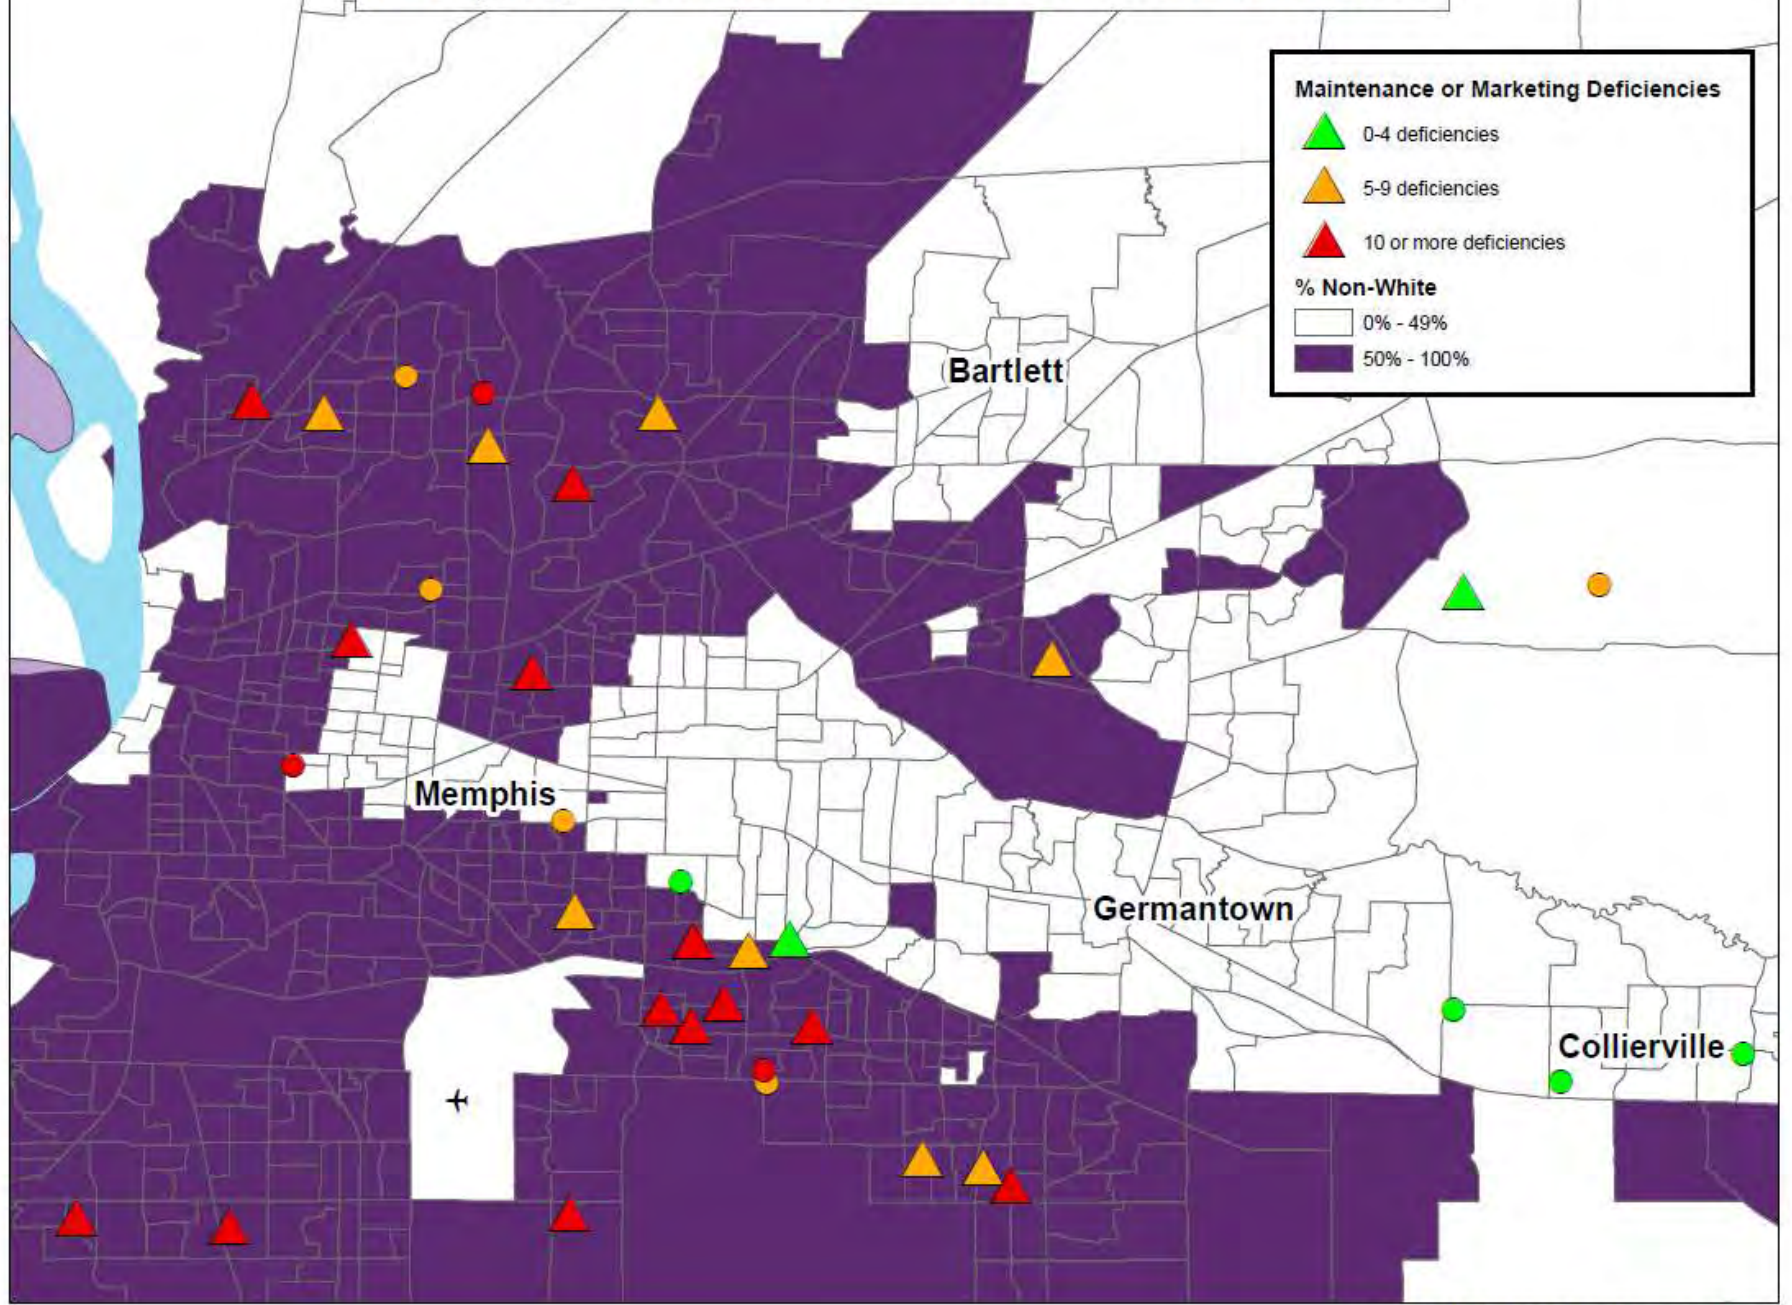 Maintenance or Marketing Deficiencies
0-4 deficiencies
5-9 deficiencies
10 or more deficiencies
% Non-White
0% - 49%
50% - 100%
Bartlett
Memphis
Germantown
Collierville